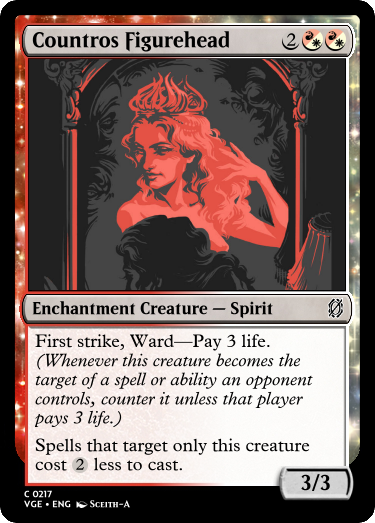 Countros Figurehead 2
Enchantment Creature — Spirit
First strike, Ward—Pay 3 life.
(Whenever this creature becomes the
target of a spell or ability an opponent
controls, counter it unless that player
pays 3 life.)
Spells that target only this creature
cost 2 less to cast.
3/3
C 0217
VGE • ENG Sceith-A